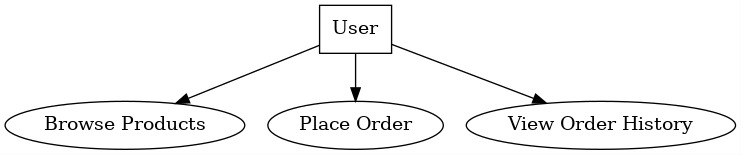 User
Browse Products
Place Order
View Order History